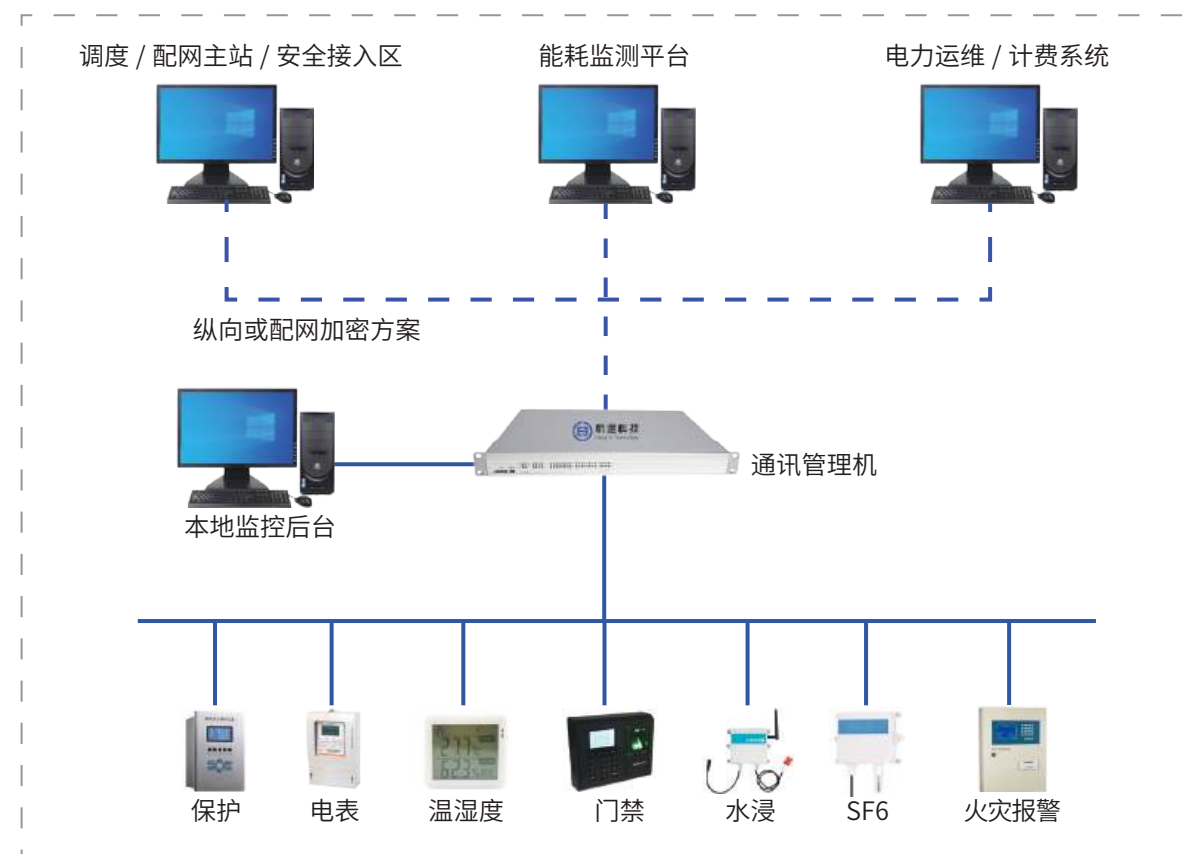 调度 / 配网主站 / 安全接入区
能耗监测平台
电力运维 / 计费系统
纵向或配网加密方案
通讯管理机
本地监控后台
保护
电表
温湿度
门禁
水浸
SF6
火灾报警